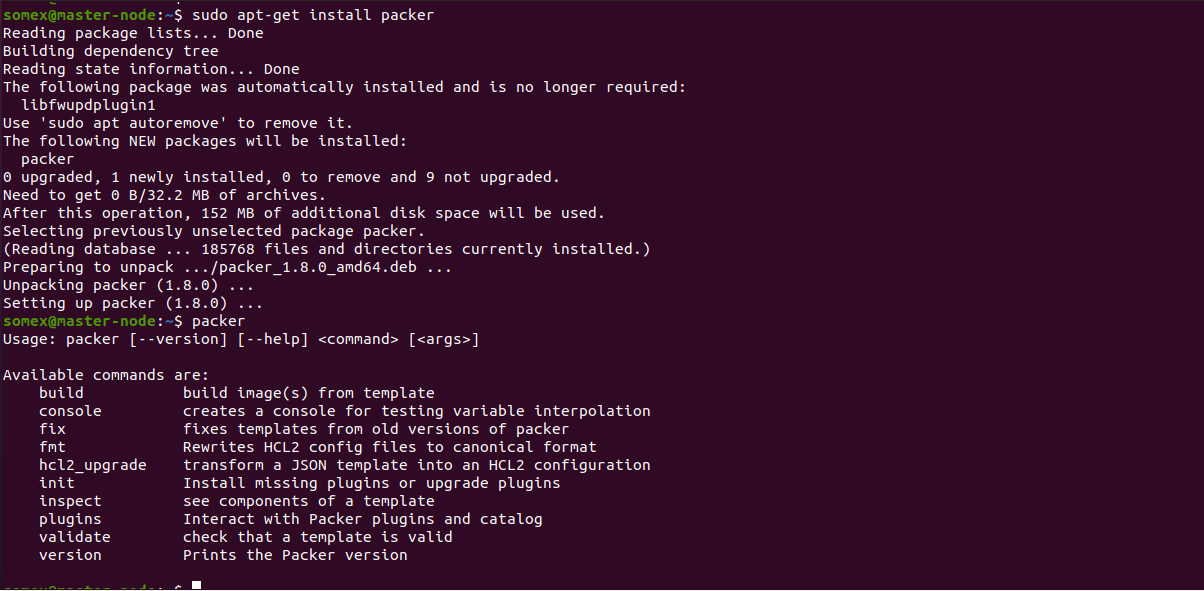 somex@master-node:~$ sudo apt-get install packer
Reading package lists... Done
Building dependency tree
Reading state information... Done
The following package was automatically installed and is no longer required:
  libfwupdplugin1
Use 'sudo apt autoremove' to remove it.
The following NEW packages will be installed:
  packer
0 upgraded, 1 newly installed, 0 to remove and 9 not upgraded.
Need to get 0 B/32.2 MB of archives.
After this operation, 152 MB of additional disk space will be used.
Selecting previously unselected package packer.
(Reading database ... 185768 files and directories currently installed.)
Preparing to unpack .../packer_1.8.0_amd64.deb ...
Unpacking packer (1.8.0) ...
Setting up packer (1.8.0) ...
somex@master-node:~$ packer
Usage: packer [--version] [--help] <command> [<args>]

Available commands are:
    build           build image(s) from template
    console         creates a console for testing variable interpolation
    fix             fixes templates from old versions of packer
    fmt             Rewrites HCL2 config files to canonical format
    hcl2_upgrade    transform a JSON template into an HCL2 configuration
    init            Install missing plugins or upgrade plugins
    inspect         see components of a template
    plugins         Interact with Packer plugins and catalog
    validate        check that a template is valid
    version         Prints the Packer version